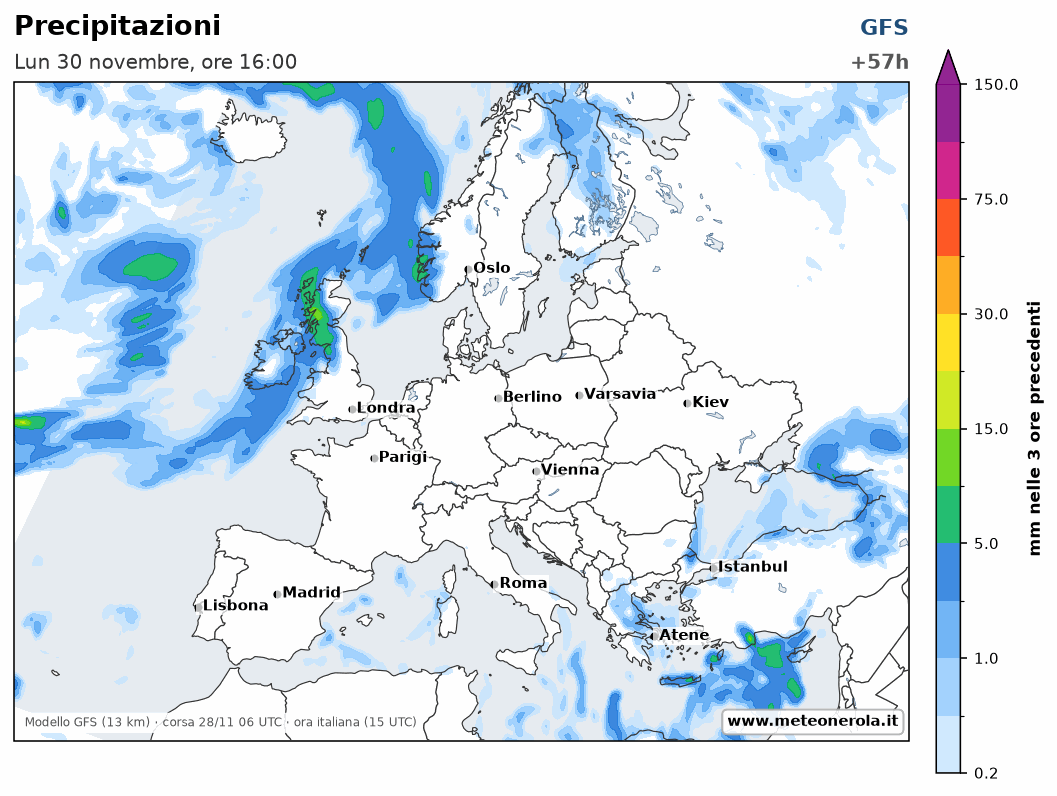 Precipitazioni
GFS
Lun 30 novembre, ore 16:00
+57h
150.0
75.0
30.0
15.0
5.0
1.0
0.2
mm nelle 3 ore precedenti
Oslo
Berlino
Varsavia
Kiev
Londra
Parigi
Vienna
Istanbul
Roma
Madrid
Lisbona
Atene
Modello GFS (13 km) · corsa 28/11 06 UTC · ora italiana (15 UTC)
www.meteonerola.it